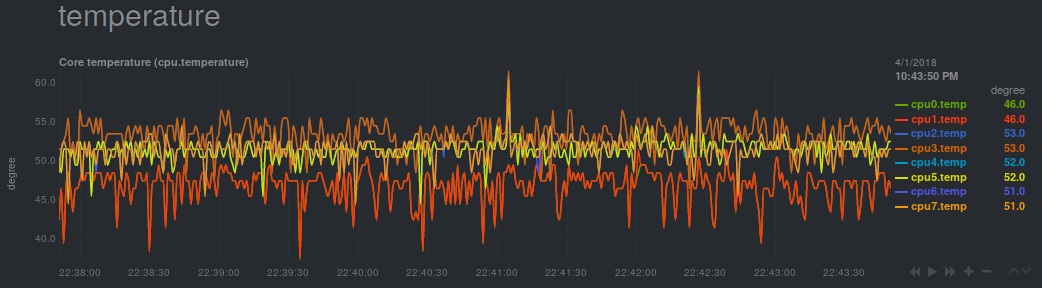 temperature
Core temperature (cpu.temperature)
4/1/2018
10:43:50 PM
degree
cpu0.temp 46.0
cpu1.temp 46.0
cpu2.temp 53.0
cpu3.temp 53.0
cpu4.temp 52.0
cpu5.temp 52.0
cpu6.temp 51.0
cpu7.temp 51.0
60.0
55.0
50.0
45.0
40.0
degree
22:38:00 22:38:30 22:39:00 22:39:30 22:40:00 22:40:30 22:41:00 22:41:30 22:42:00 22:42:30 22:43:00 22:43:30